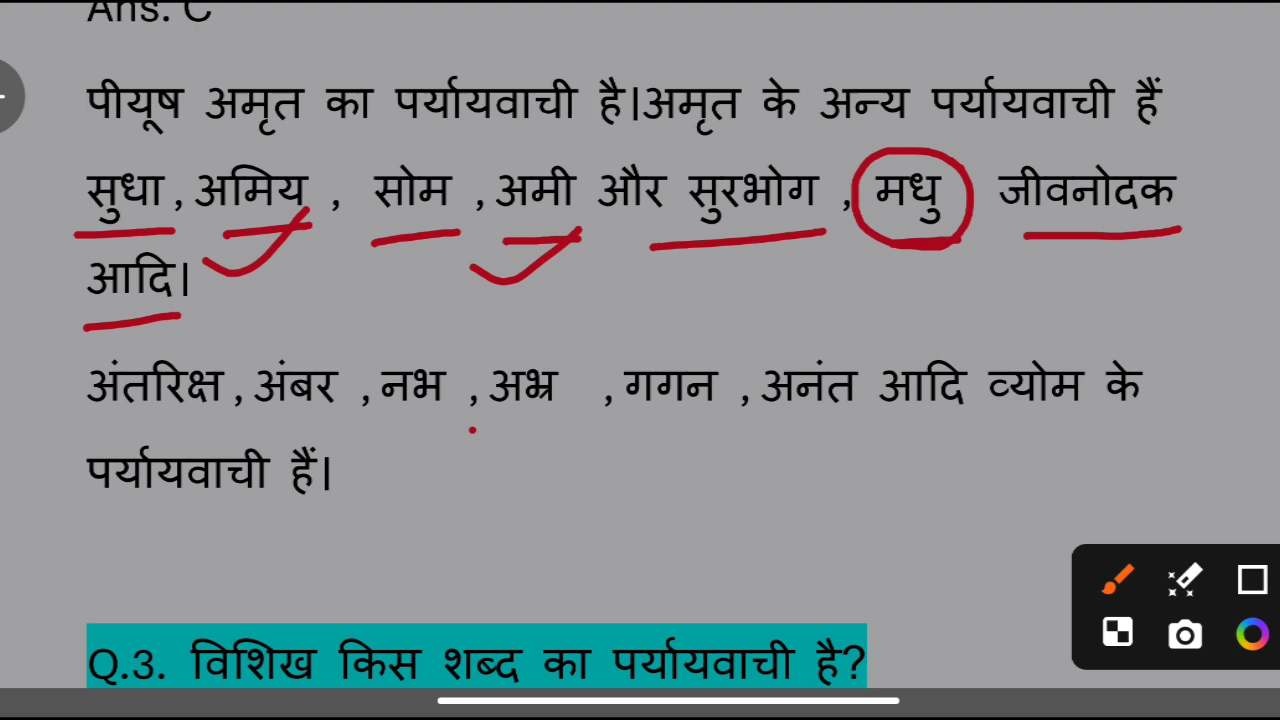 Ans. C
पीयूष अमृत का पर्यायवाची है।अमृत के अन्य पर्यायवाची हैं
सुधा , अमिय , सोम , अमी और सुरभोग , मधु जीवनोदक
आदि।
अंतरिक्ष , अंबर , नभ , अभ्र , गगन , अनंत आदि व्योम के
पर्यायवाची हैं।
Q.3. विशिख किस शब्द का पर्यायवाची है?